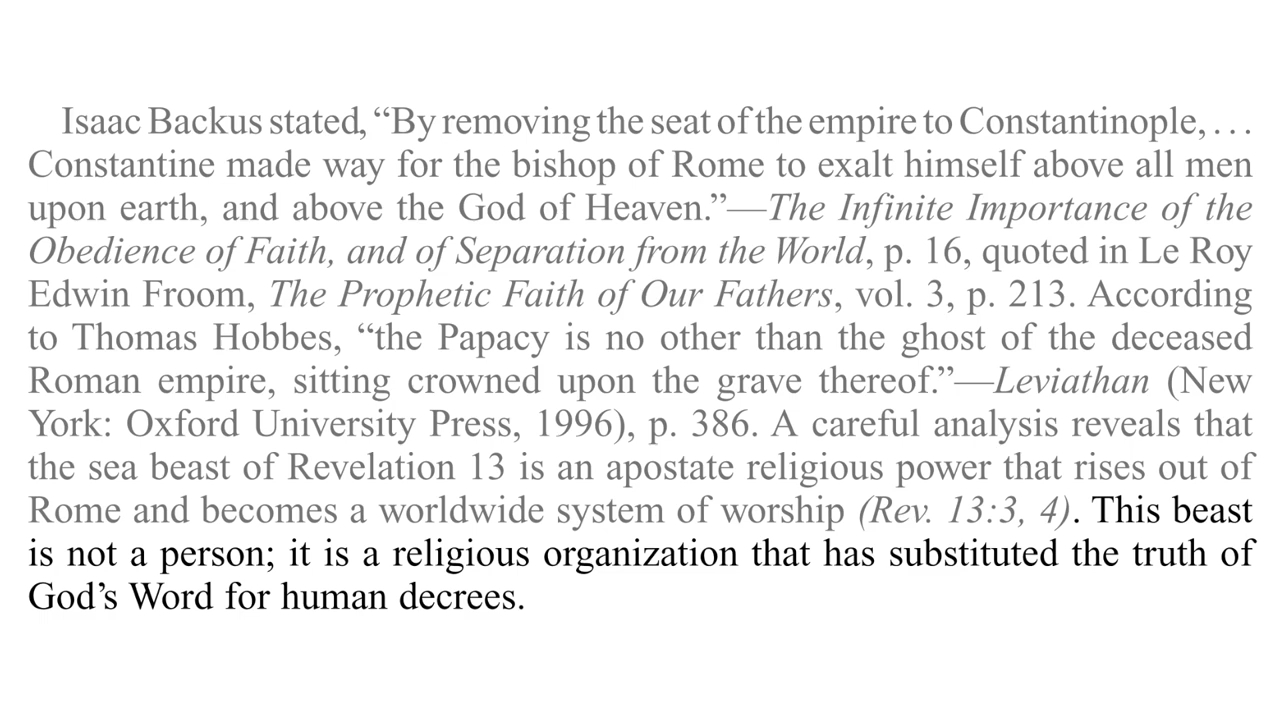 Isaac Backus stated, “By removing the seat of the empire to Constantinople, . . .
Constantine made way for the bishop of Rome to exalt himself above all men
upon earth, and above the God of Heaven.”—The Infinite Importance of the
Obedience of Faith, and of Separation from the World, p. 16, quoted in Le Roy
Edwin Froom, The Prophetic Faith of Our Fathers, vol. 3, p. 213. According
to Thomas Hobbes, “the Papacy is no other than the ghost of the deceased
Roman empire, sitting crowned upon the grave thereof.”—Leviathan (New
York: Oxford University Press, 1996), p. 386. A careful analysis reveals that
the sea beast of Revelation 13 is an apostate religious power that rises out of
Rome and becomes a worldwide system of worship (Rev. 13:3, 4). This beast
is not a person; it is a religious organization that has substituted the truth of
God’s Word for human decrees.